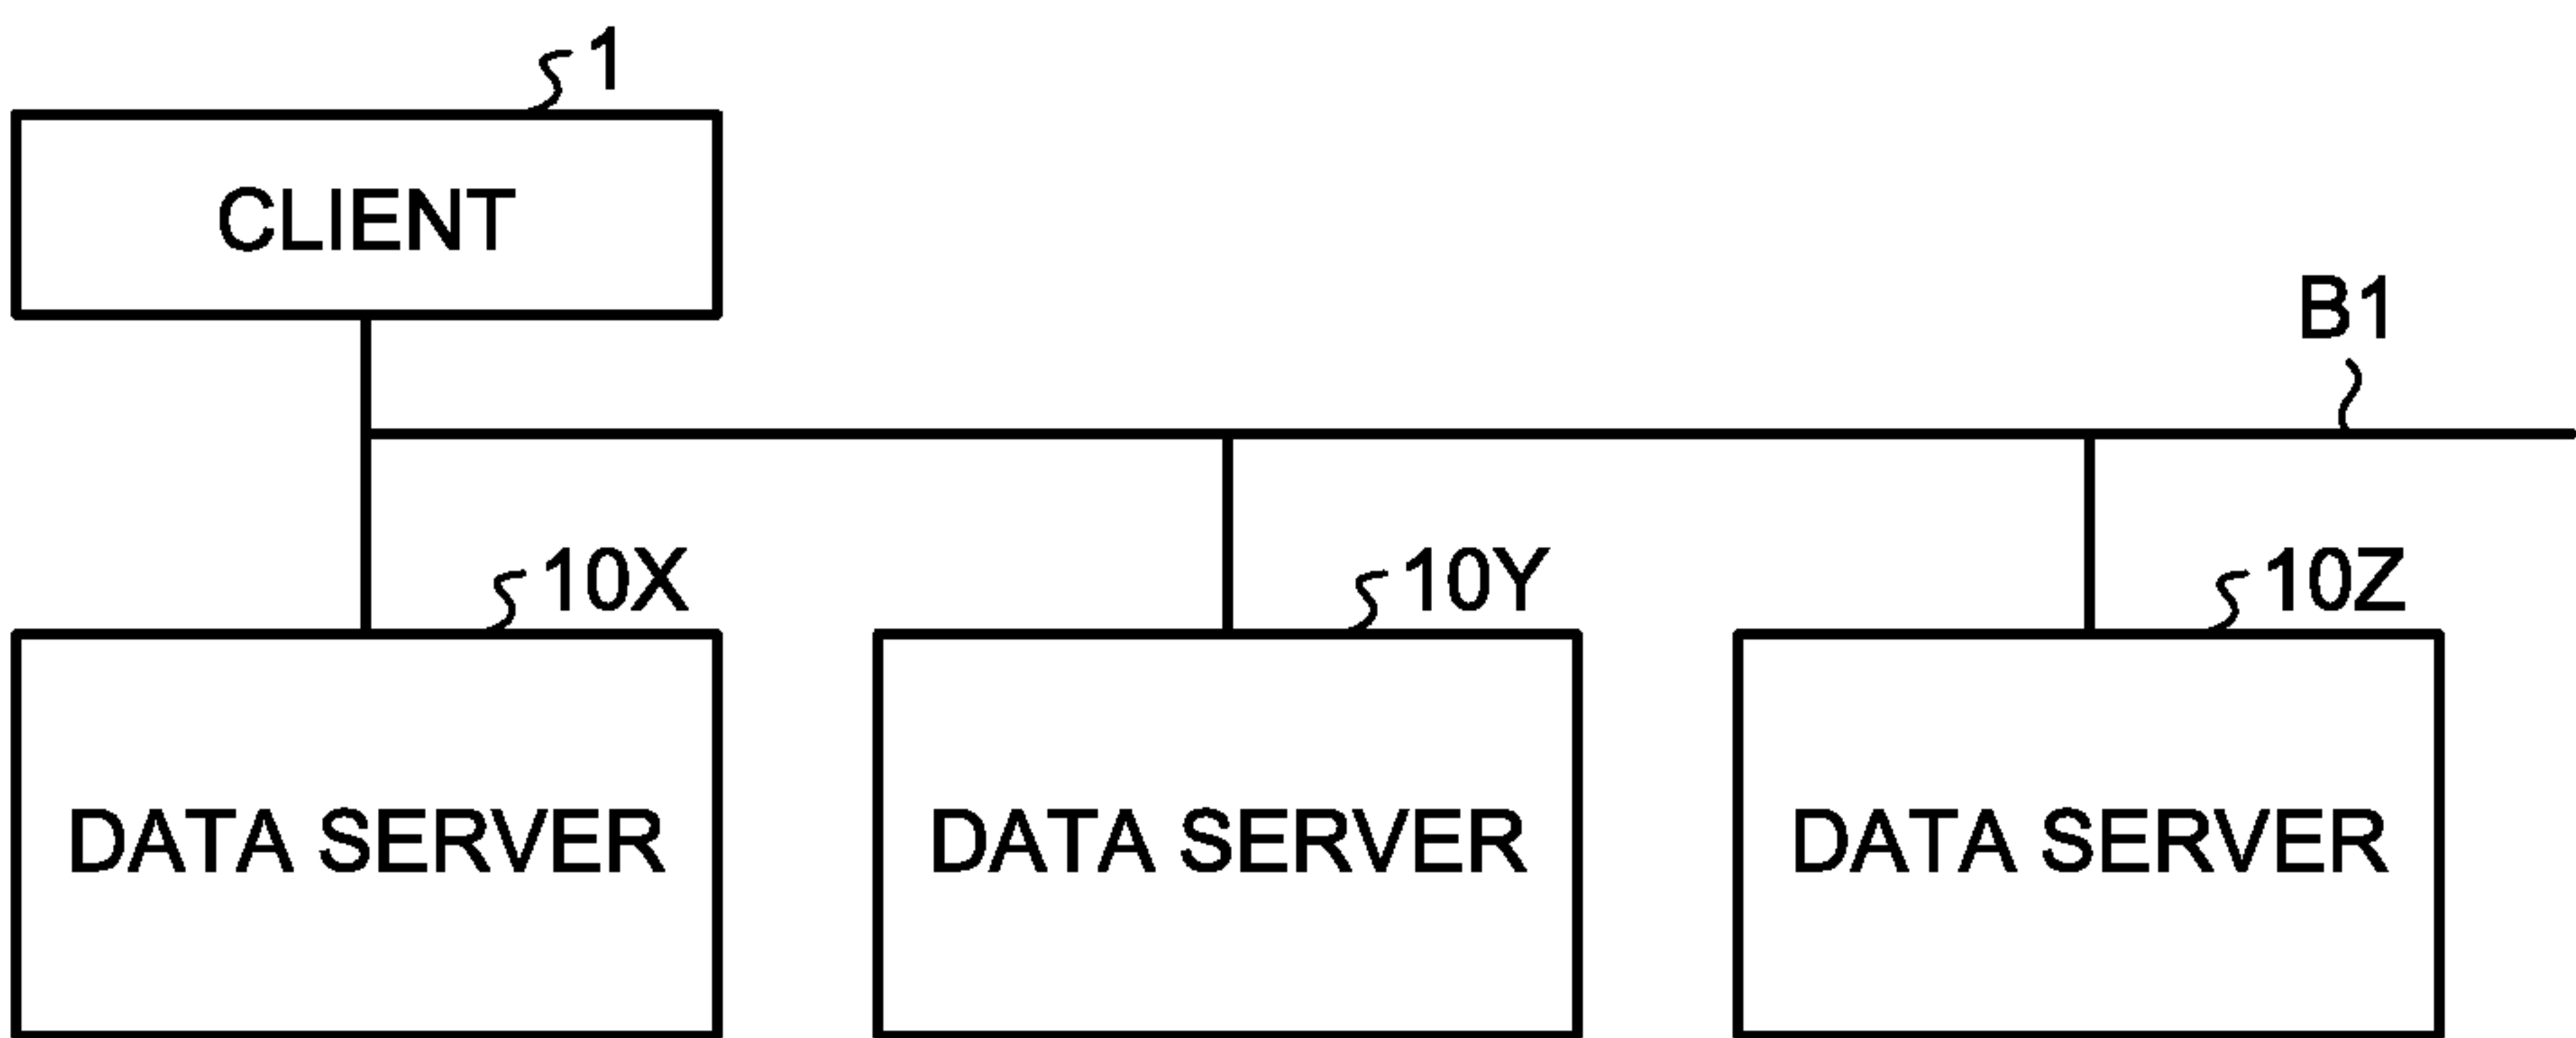 1
CLIENT
B1
10X
10Y
10Z
DATA SERVER
DATA SERVER
DATA SERVER